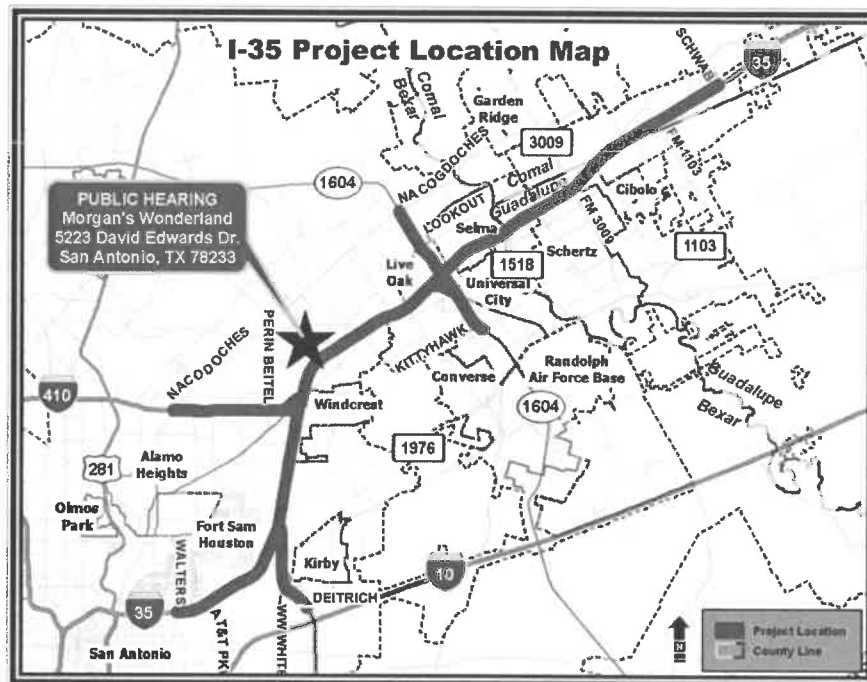 I-35 Project Location Map
SCHWAB
35
Comal
Bexar
Garden
Ridge
3009
NACOGDOCHES
1604
LOOKOUT
Comal
Guadalupe
FM 1103
Cibolo
FM 3009
PUBLIC HEARING
Morgan's Wonderland
5223 David Edwards Dr.
San Antonio, TX 78233
Selma
Schertz
1103
1518
Live
Oak
Universal
City
PERIN BEITEL
NACODOCHES
KITTYHAWK
Converse
Randolph
Air Force Base
Guadalupe
Bexar
410
Windcrest
1604
1976
Alamo
Heights
281
Olmos
Park
Fort Sam
Houston
WALTERS
Kirby
10
DEITRICH
35
AT&T PK
WW WHITE
San Antonio
N
Project Location
County Line